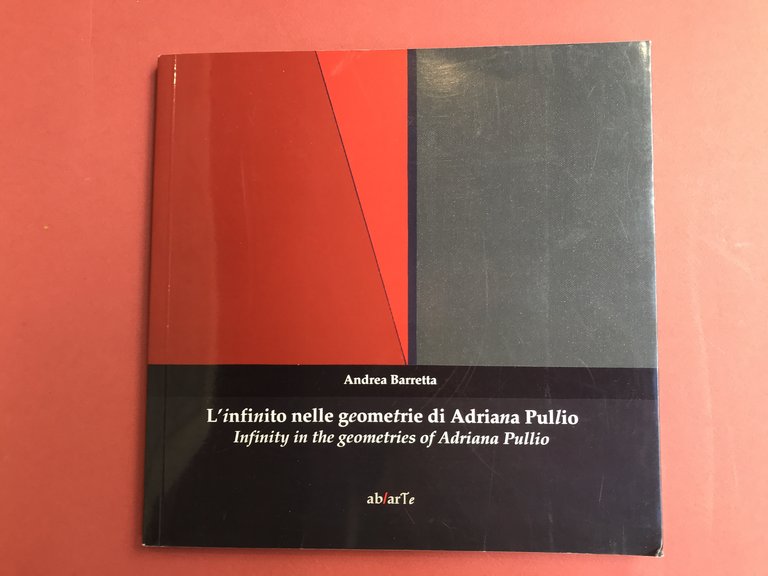 Andrea Barretta
L'infinito nelle geometrie di Adriana Pullio
Infinity in the geometries of Adriana Pullio
ab/arTe